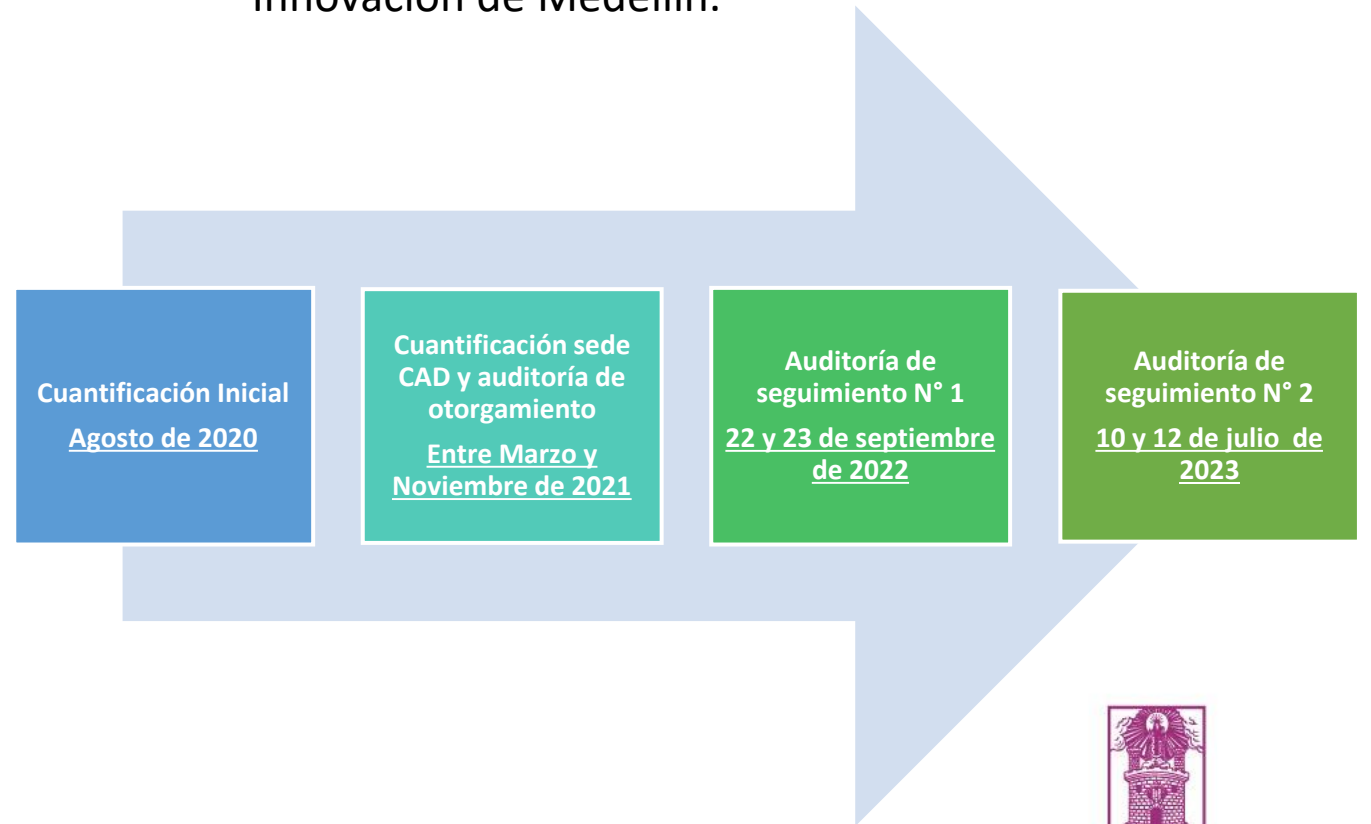 Innovación de Medellín.
Cuantificación Inicial
Agosto de 2020
Cuantificación sede
CAD y auditoría de
otorgamiento
Entre Marzo y
Noviembre de 2021
Auditoría de
seguimiento N° 1
22 y 23 de septiembre
de 2022
Auditoría de
seguimiento N° 2
10 y 12 de julio  de
2023